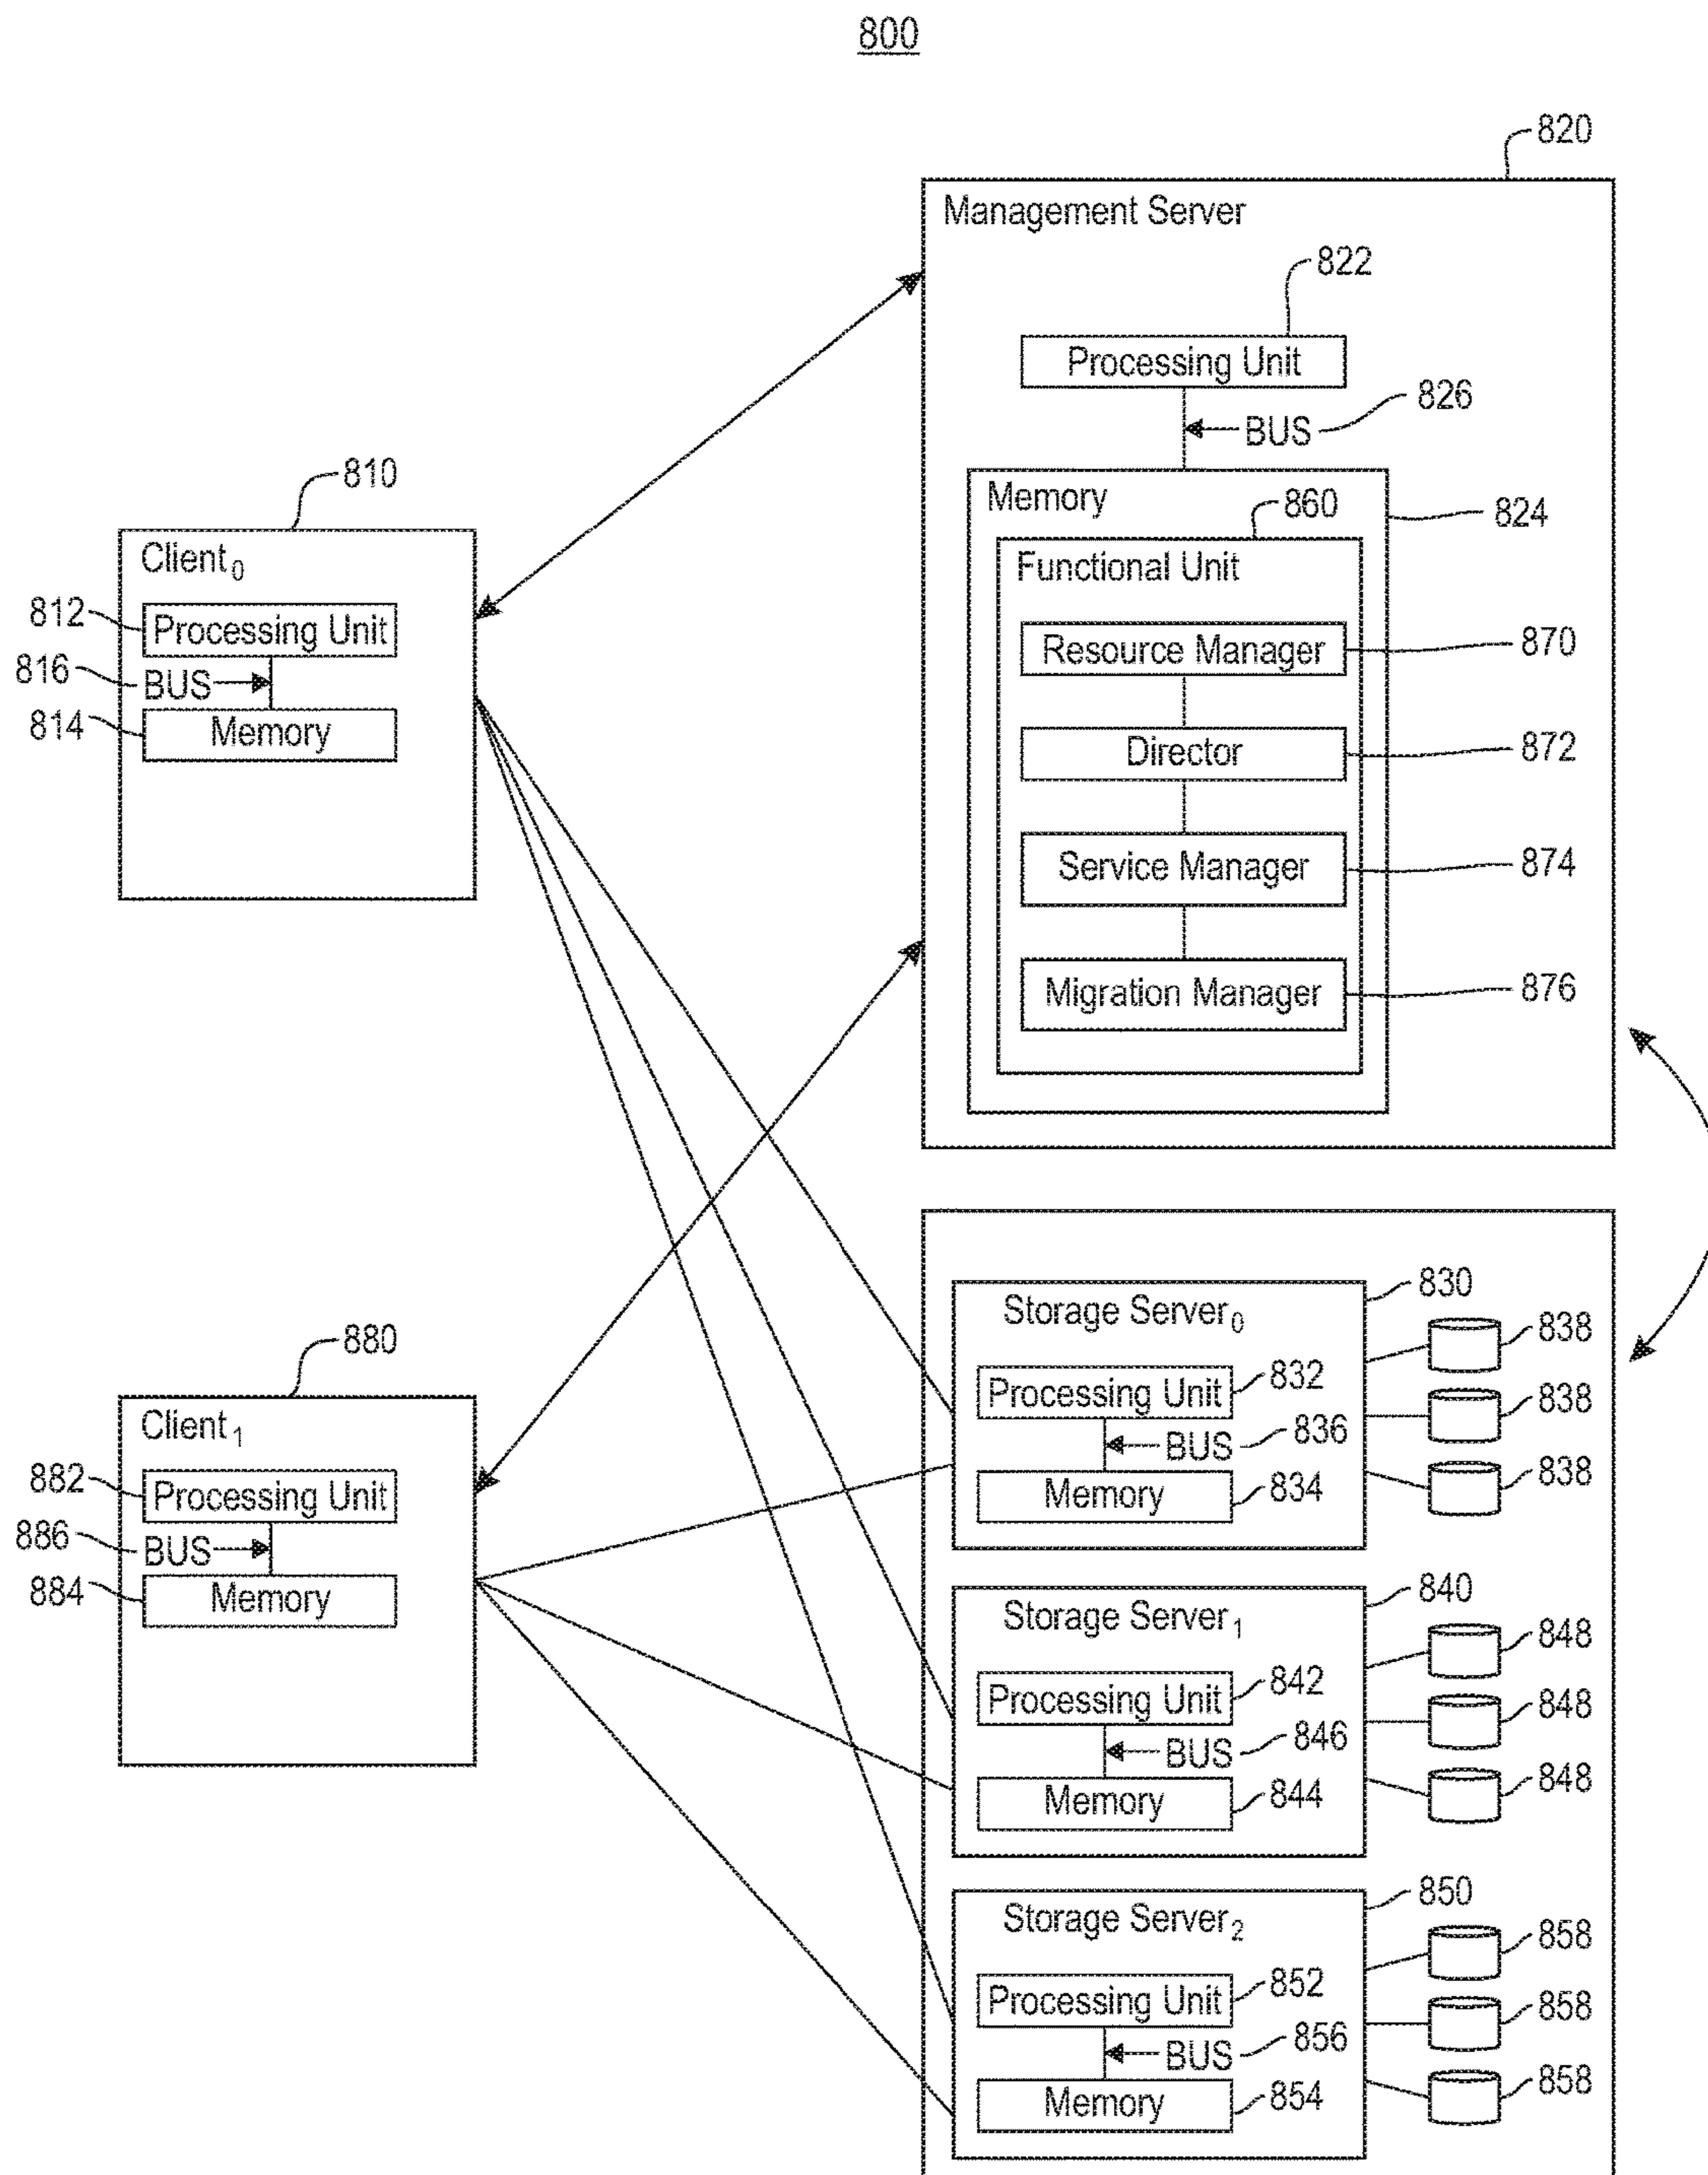 800
820
Management Server
822
Processing Unit
826
BUS
Memory
824
860
Functional Unit
Resource Manager
870
Director
872
Service Manager
874
Migration Manager
876
810
Client0
812
Processing Unit
816
BUS
814
Memory
880
Client1
882
Processing Unit
886
BUS
884
Memory
830
Storage Server0
838
Processing Unit
832
838
BUS
836
Memory
834
838
840
Storage Server1
848
Processing Unit
842
848
BUS
846
Memory
844
848
850
Storage Server2
858
Processing Unit
852
858
BUS
856
Memory
854
858